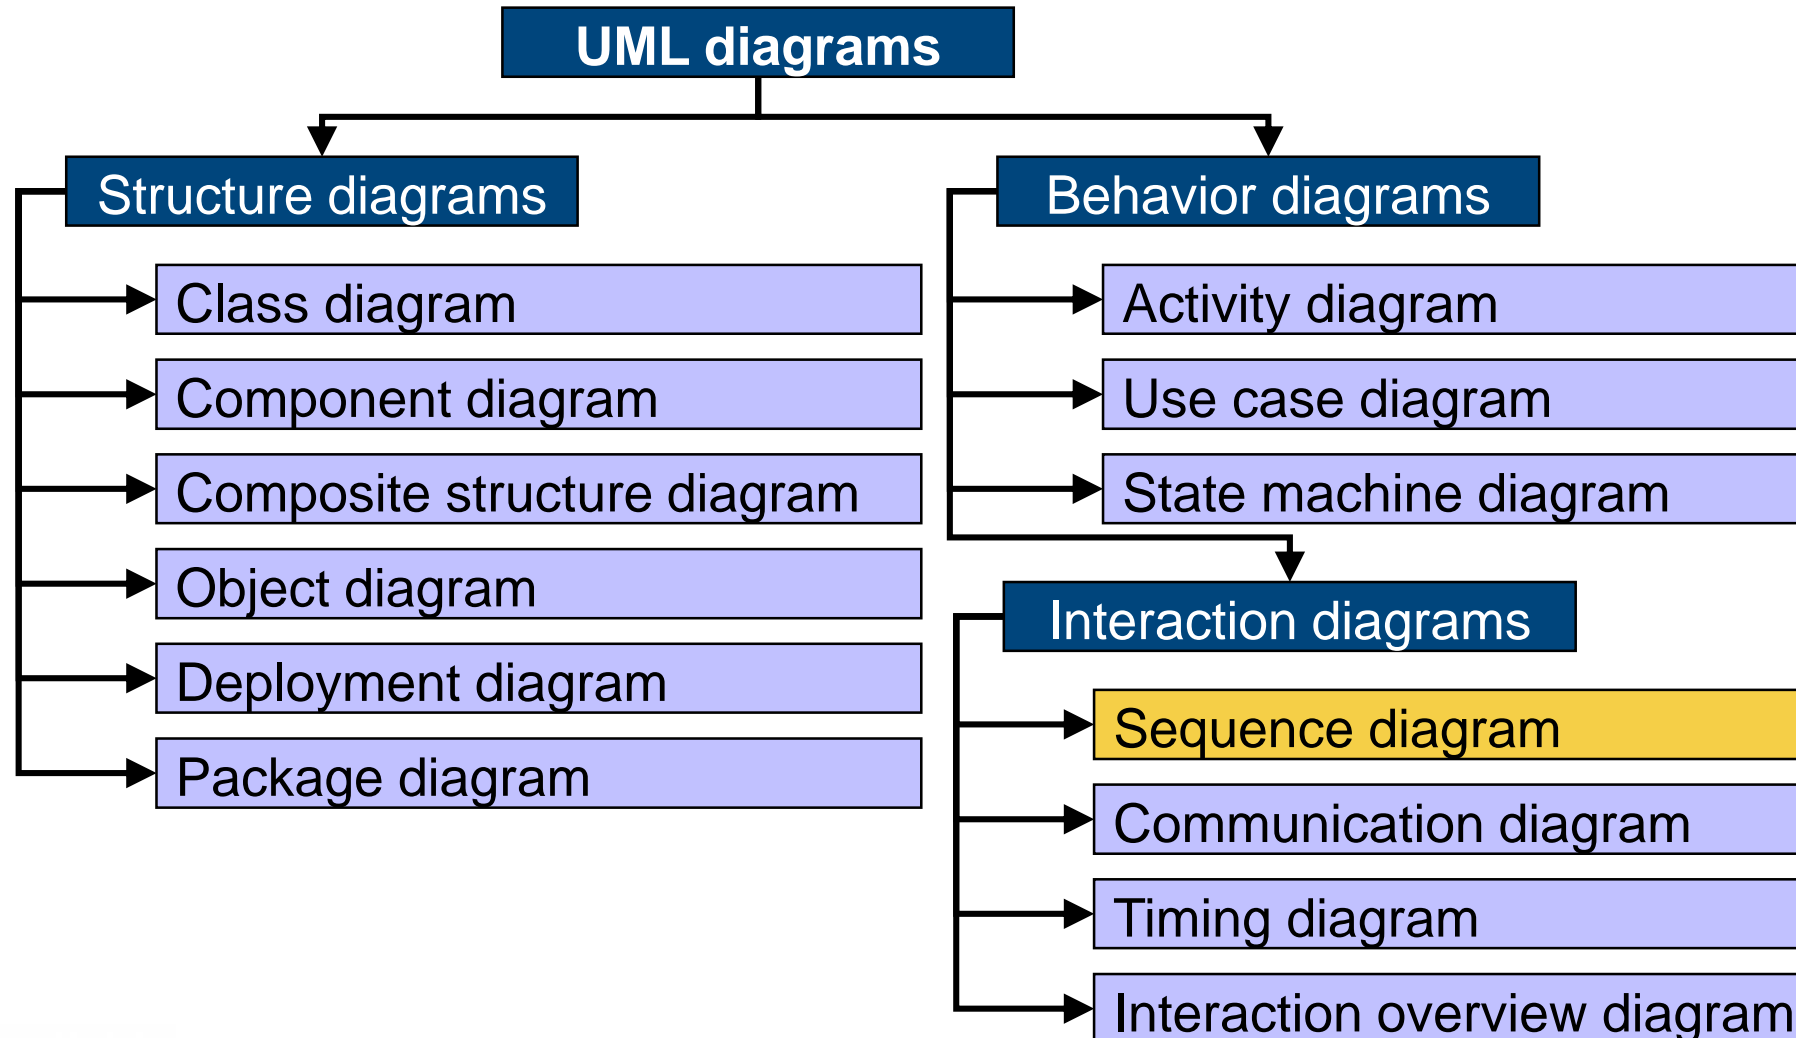 UML diagrams
Structure diagrams
Class diagram
Component diagram
Composite structure diagram
Object diagram
Deployment diagram
Package diagram
Behavior diagrams
Activity diagram
Use case diagram
State machine diagram
Interaction diagrams
Sequence diagram
Communication diagram
Timing diagram
Interaction overview diagram